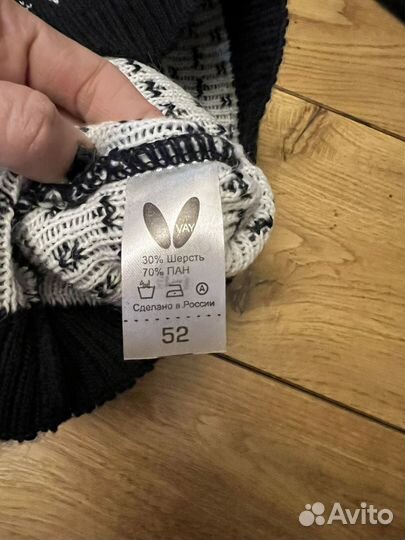 VAY
30% Шерсть
70% ПАН
Сделано в России
52
Avito